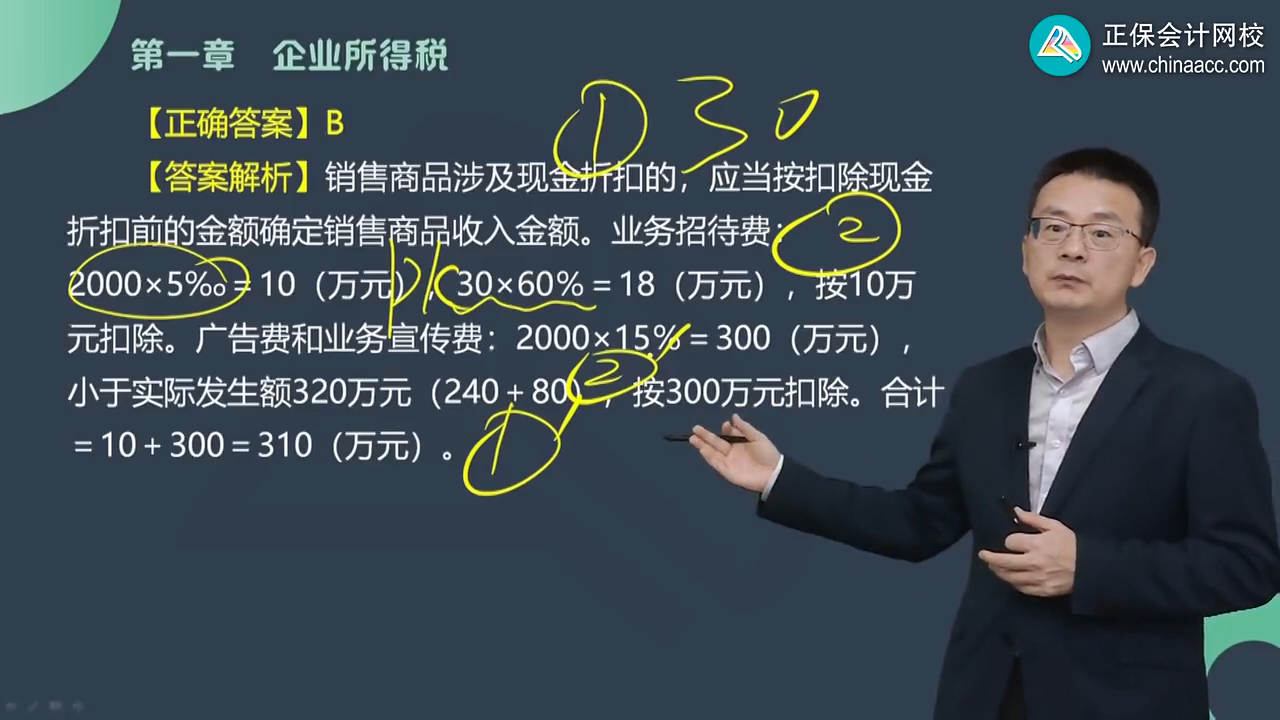 第一章 企业所得税
正保会计网校
www.chinaacc.com
【正确答案】B
① 30
【答案解析】销售商品涉及现金折扣的，应当按扣除现金
折扣前的金额确定销售商品收入金额。业务招待费：
②
2000×5‰＝10（万元），30×60%＝18（万元），按10万
pk
元扣除。广告费和业务宣传费：2000×15%＝300（万元），
小于实际发生额320万元（240＋80），按300万元扣除。合计
②
＝10＋300＝310（万元）。
①